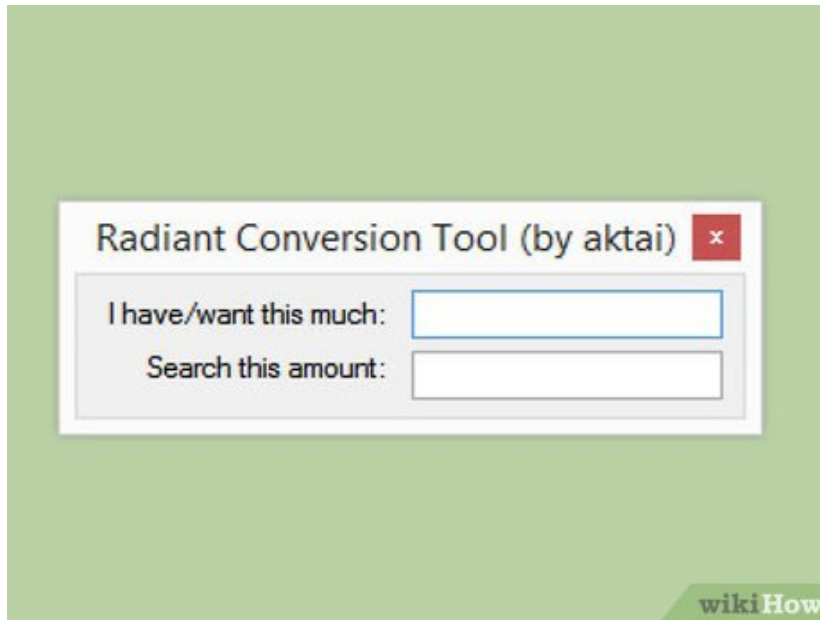 Radiant Conversion Tool (by aktai) x
I have/want this much:
Search this amount:
wikiHow